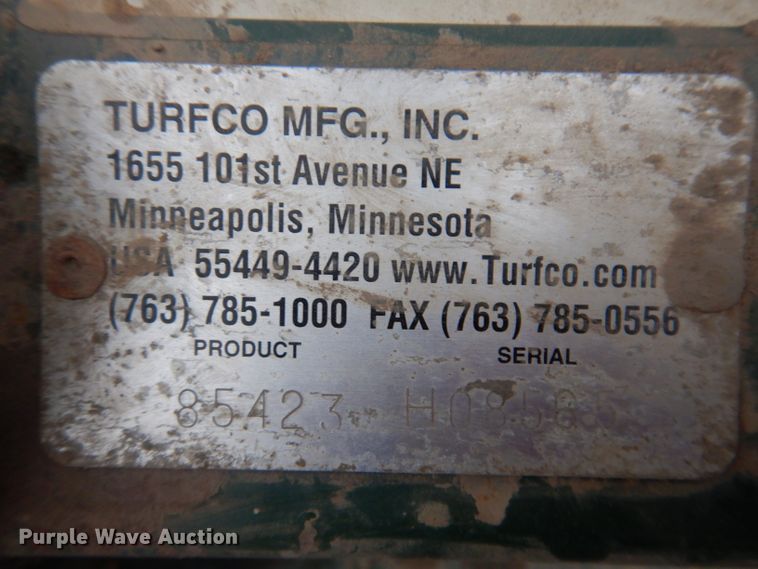 TURFCO MFG., INC.
1655 101st Avenue NE
Minneapolis, Minnesota
USA 55449-4420 www.Turfco.com
(763) 785-1000 FAX (763) 785-0556
PRODUCT SERIAL
85423
Purple Wave Auction